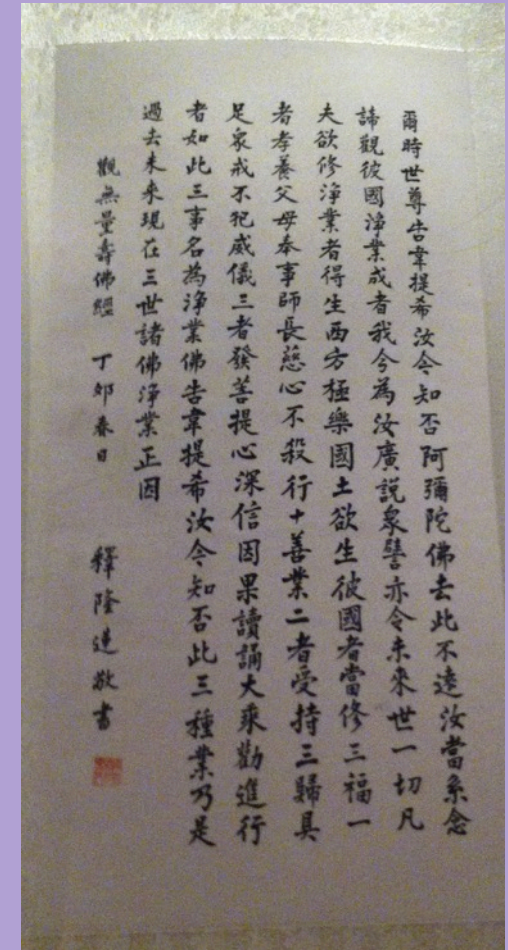 爾時世尊告韋提希汝今知否阿彌陀佛去此不遠汝當系念
諦觀彼國淨業成者我今為汝廣説眾譬亦令未來世一切凡
夫欲修淨業者得生西方極樂國土欲生彼國者當修三福一
者孝養父母奉事師長慈心不殺行十善業二者受持三歸具
足眾戒不犯威儀三者發菩提心深信因果讀誦大乘勸進行
者如此三事名為淨業佛告韋提希汝今知否此三種業乃是
過去未來現在三世諸佛淨業正因
觀無量壽佛經 丁卯春日 釋隆蓮敬書